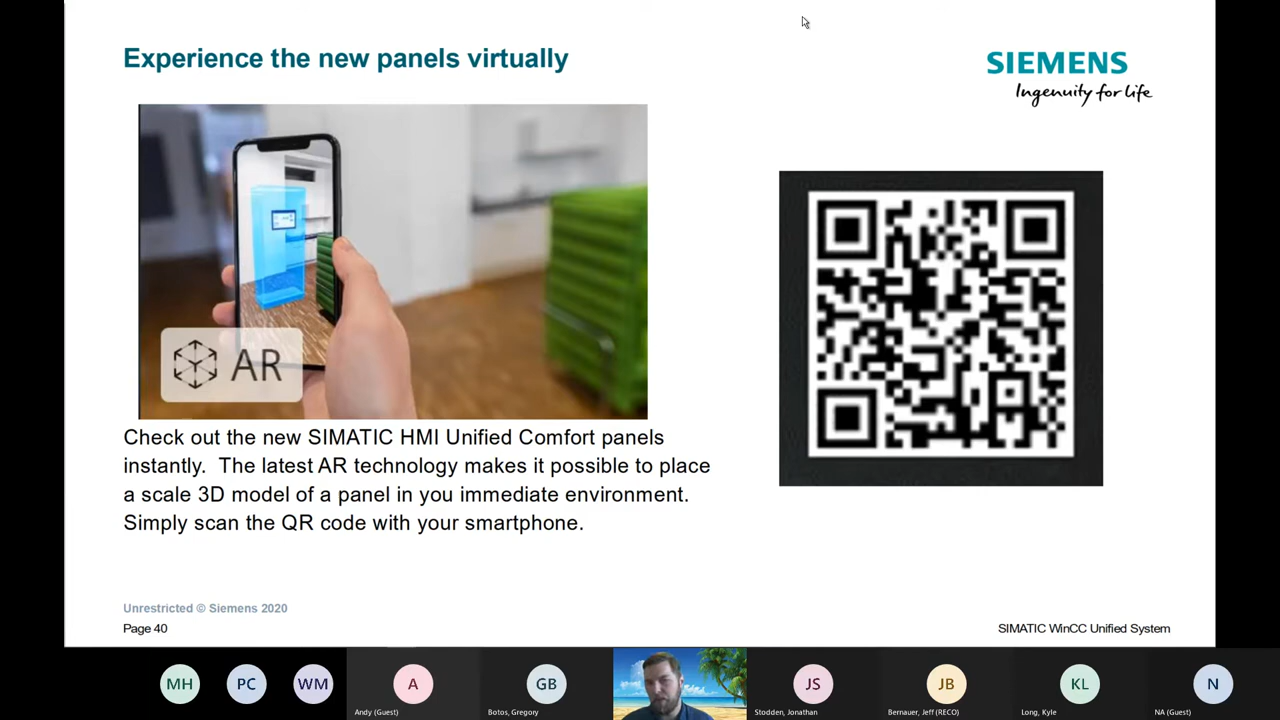 Experience the new panels virtually
SIEMENS
Ingenuity for life
AR
Check out the new SIMATIC HMI Unified Comfort panels
instantly.  The latest AR technology makes it possible to place
a scale 3D model of a panel in you immediate environment.
Simply scan the QR code with your smartphone.
Unrestricted © Siemens 2020
Page 40
SIMATIC WinCC Unified System
MH
PC
WM
A
GB
JS
JB
KL
N
Andy (Guest)
Botos, Gregory
Stodden, Jonathan
Bernauer, Jeff (RECO)
Long, Kyle
NA (Guest)